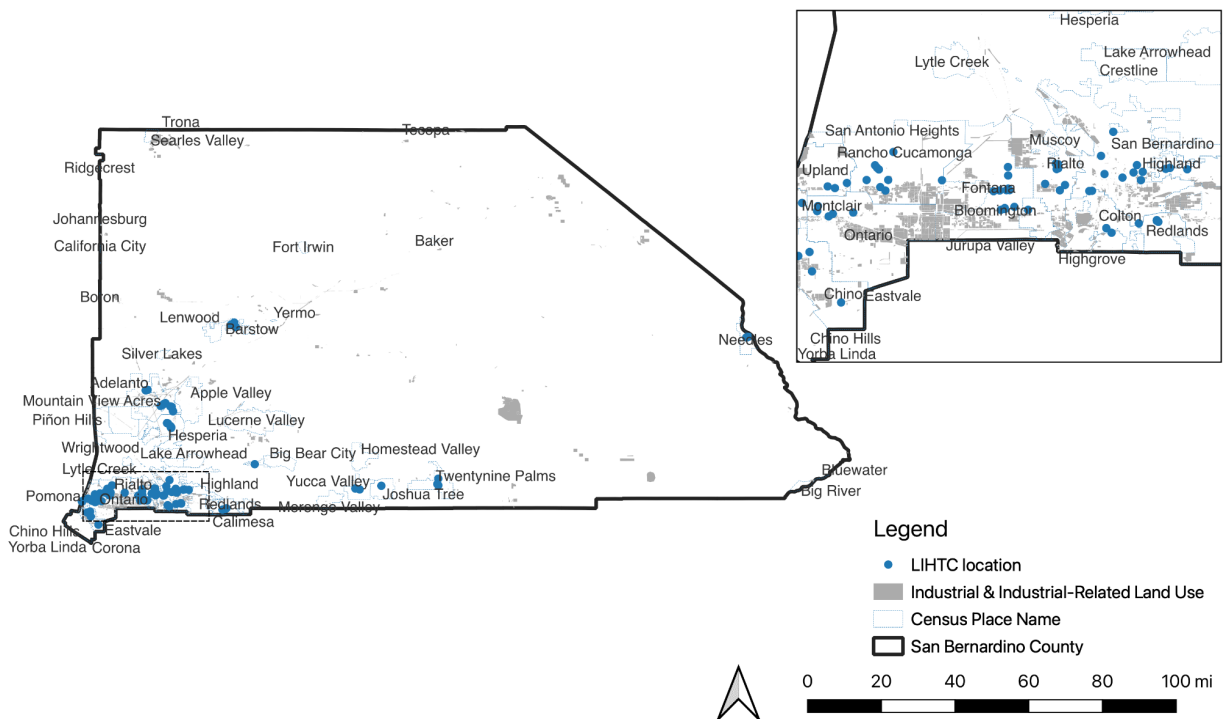 Hesperia
Lake Arrowhead
Lytle Creek
Crestline
San Antonio Heights
Muscoy
San Bernardino
Rancho Cucamonga
Rialto
Highland
Upland
Fontana
Montclair
Bloomington
Colton
Ontario
Redlands
Jurupa Valley
Highgrove
Chino
Eastvale
Chino Hills
Yorba Linda
Trona
Tecopa
Searles Valley
Ridgecrest
Johannesburg
California City
Fort Irwin
Baker
Boron
Lenwood
Yermo
Barstow
Needles
Silver Lakes
Adelanto
Apple Valley
Mountain View Acres
Piñon Hills
Lucerne Valley
Hesperia
Wrightwood
Lake Arrowhead
Big Bear City
Homestead Valley
Lytle Creek
Rialto
Highland
Yucca Valley
Twentynine Palms
Joshua Tree
Pomona
Ontario
Redlands
Morongo Valley
Calimesa
Bluewater
Big River
Chino Hills
Eastvale
Yorba Linda
Corona
Legend
LIHTC location
Industrial & Industrial-Related Land Use
Census Place Name
San Bernardino County
0 20 40 60 80 100 mi